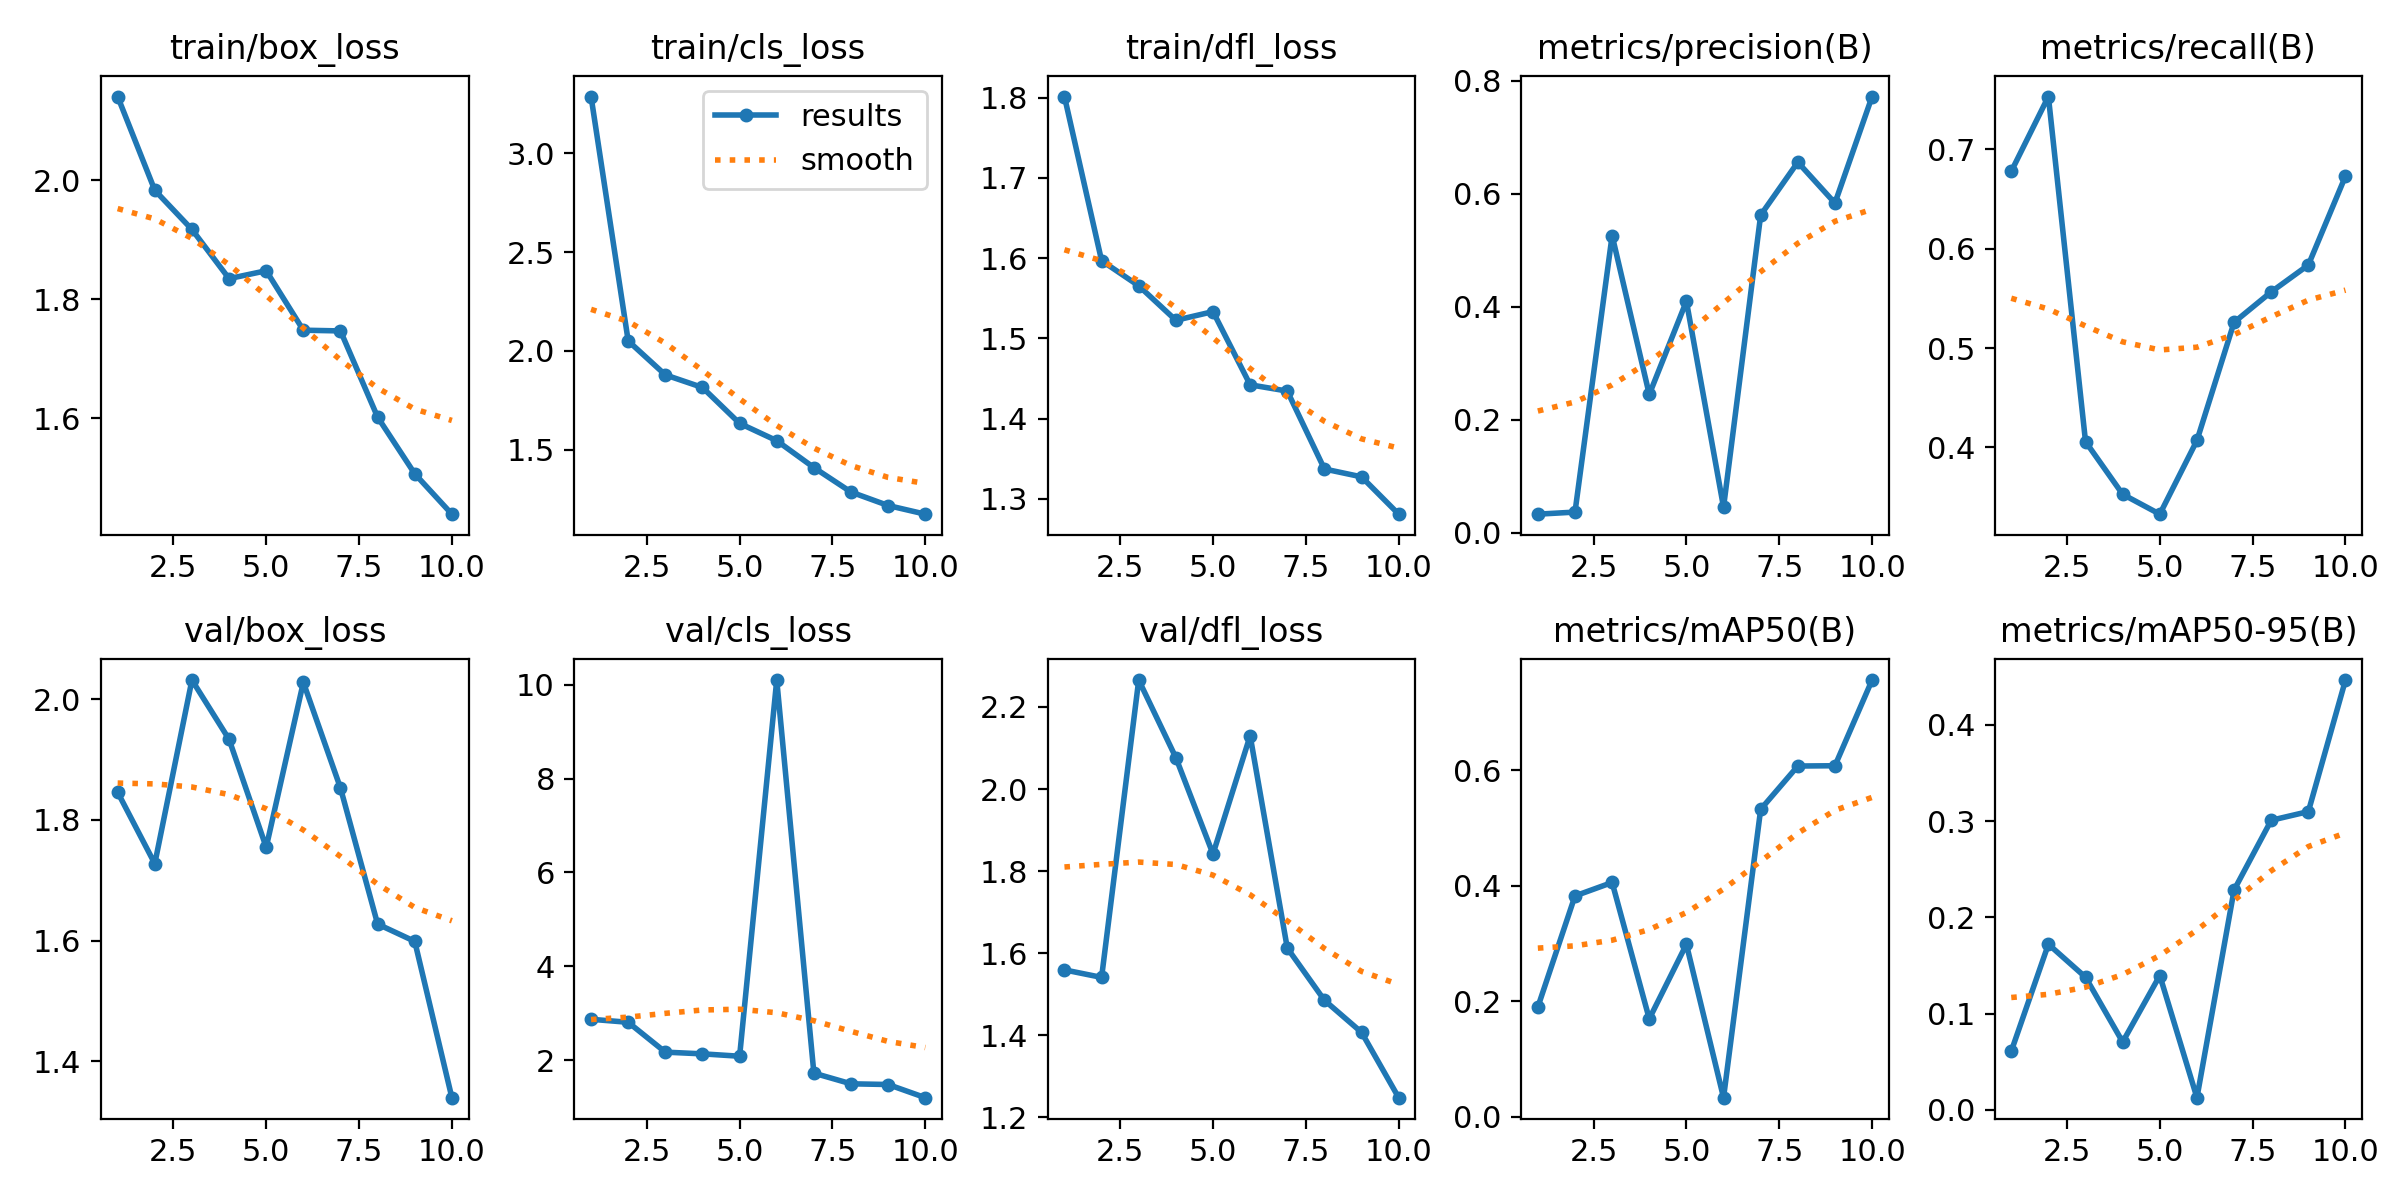 train/box_loss
train/cls_loss
train/dfl_loss
metrics/precision(B)
metrics/recall(B)
2.0
1.8
1.6
2.5 5.0 7.5 10.0
results
smooth
3.0
2.5
2.0
1.5
2.5 5.0 7.5 10.0
1.8
1.7
1.6
1.5
1.4
1.3
2.5 5.0 7.5 10.0
0.8
0.6
0.4
0.2
0.0
2.5 5.0 7.5 10.0
0.7
0.6
0.5
0.4
2.5 5.0 7.5 10.0
val/box_loss
val/cls_loss
val/dfl_loss
metrics/mAP50(B)
metrics/mAP50-95(B)
2.0
1.8
1.6
1.4
2.5 5.0 7.5 10.0
10
8
6
4
2
2.5 5.0 7.5 10.0
2.2
2.0
1.8
1.6
1.4
1.2
2.5 5.0 7.5 10.0
0.6
0.4
0.2
0.0
2.5 5.0 7.5 10.0
0.4
0.3
0.2
0.1
0.0
2.5 5.0 7.5 10.0